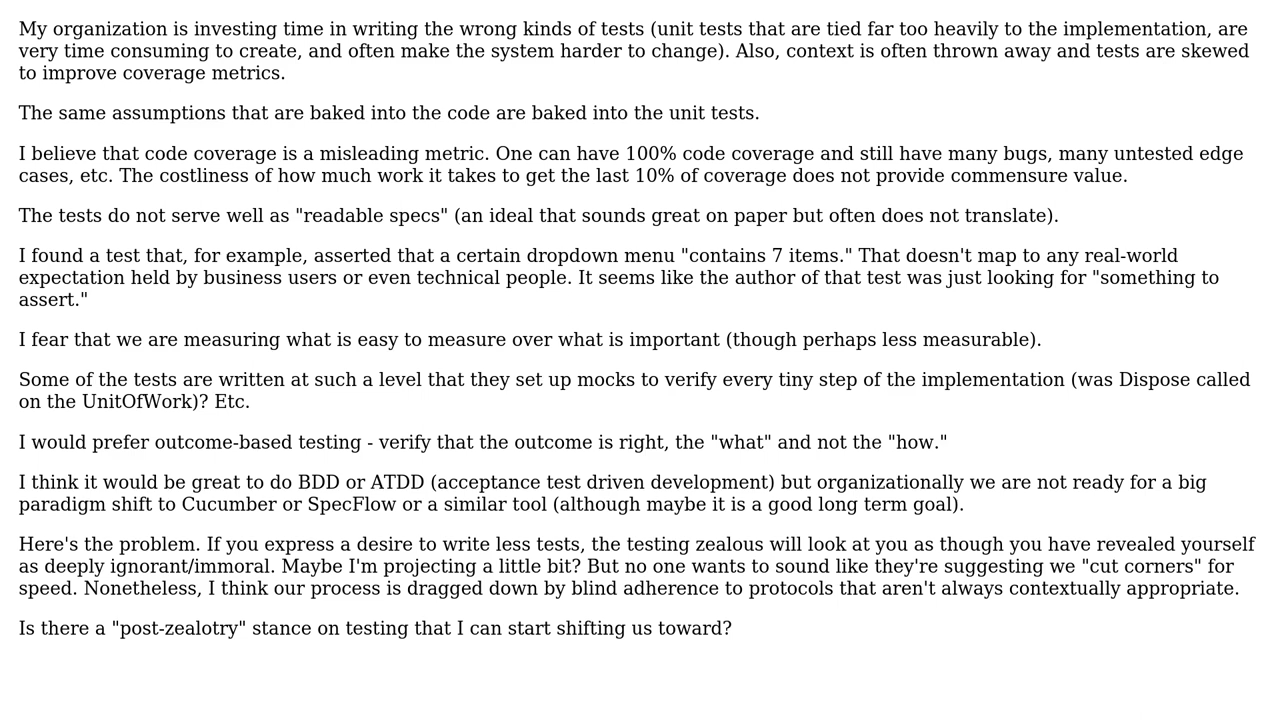 My organization is investing time in writing the wrong kinds of tests (unit tests that are tied far too heavily to the implementation, are
very time consuming to create, and often make the system harder to change). Also, context is often thrown away and tests are skewed
to improve coverage metrics.
The same assumptions that are baked into the code are baked into the unit tests.
I believe that code coverage is a misleading metric. One can have 100% code coverage and still have many bugs, many untested edge
cases, etc. The costliness of how much work it takes to get the last 10% of coverage does not provide commensure value.
The tests do not serve well as "readable specs" (an ideal that sounds great on paper but often does not translate).
I found a test that, for example, asserted that a certain dropdown menu "contains 7 items." That doesn't map to any real-world
expectation held by business users or even technical people. It seems like the author of that test was just looking for "something to
assert."
I fear that we are measuring what is easy to measure over what is important (though perhaps less measurable).
Some of the tests are written at such a level that they set up mocks to verify every tiny step of the implementation (was Dispose called
on the UnitOfWork)? Etc.
I would prefer outcome-based testing - verify that the outcome is right, the "what" and not the "how."
I think it would be great to do BDD or ATDD (acceptance test driven development) but organizationally we are not ready for a big
paradigm shift to Cucumber or SpecFlow or a similar tool (although maybe it is a good long term goal).
Here's the problem. If you express a desire to write less tests, the testing zealous will look at you as though you have revealed yourself
as deeply ignorant/immoral. Maybe I'm projecting a little bit? But no one wants to sound like they're suggesting we "cut corners" for
speed. Nonetheless, I think our process is dragged down by blind adherence to protocols that aren't always contextually appropriate.
Is there a "post-zealotry" stance on testing that I can start shifting us toward?